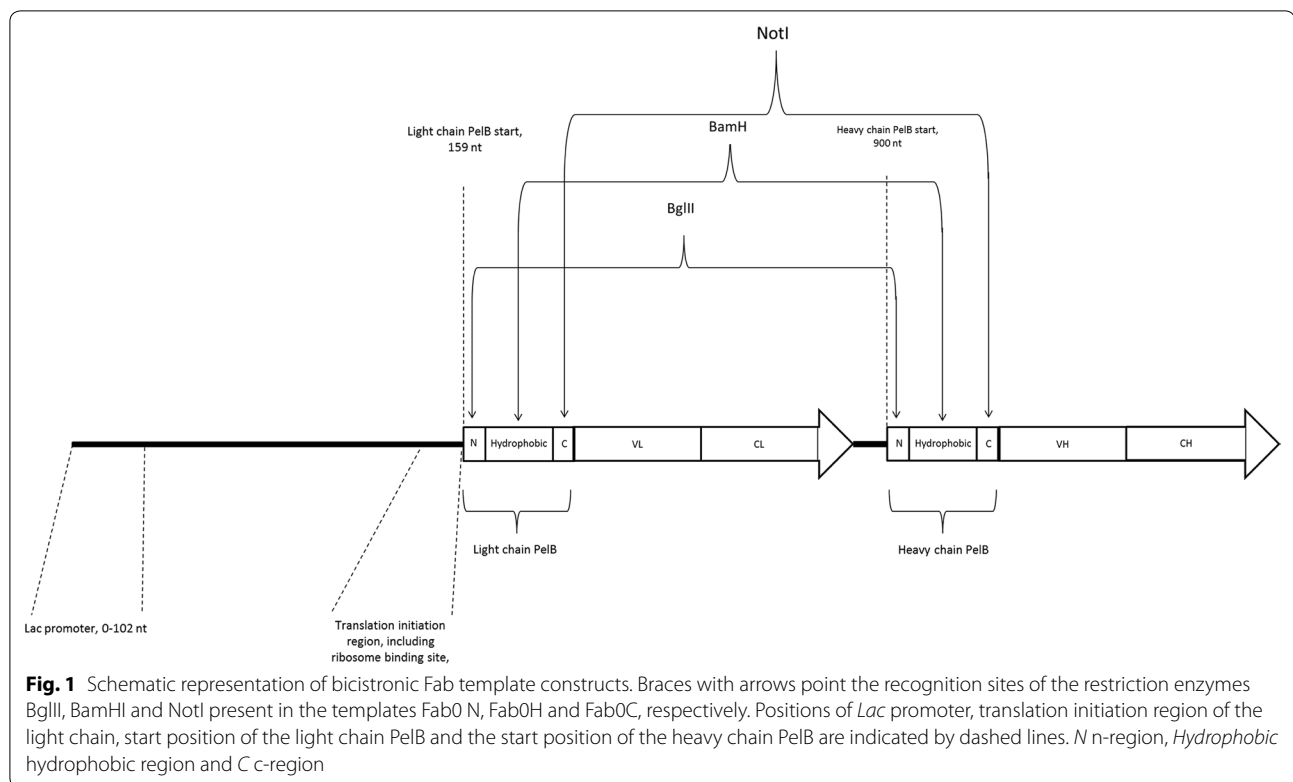 NotI
Light chain PelB start,
159 nt
BamH
Heavy chain PelB start,
900 nt
BglII
N
Hydrophobic
C
VL
CL
N
Hydrophobic
C
VH
CH
Light chain PelB
Heavy chain PelB
Lac promoter, 0-102 nt
Translation initiation
region, including
ribosome binding site,
Fig. 1 Schematic representation of bicistronic Fab template constructs. Braces with arrows point the recognition sites of the restriction enzymes
BglII, BamHI and NotI present in the templates Fab0 N, Fab0H and Fab0C, respectively. Positions of Lac promoter, translation initiation region of the
light chain, start position of the light chain PelB and the start position of the heavy chain PelB are indicated by dashed lines. N n-region, Hydrophobic
hydrophobic region and C c-region